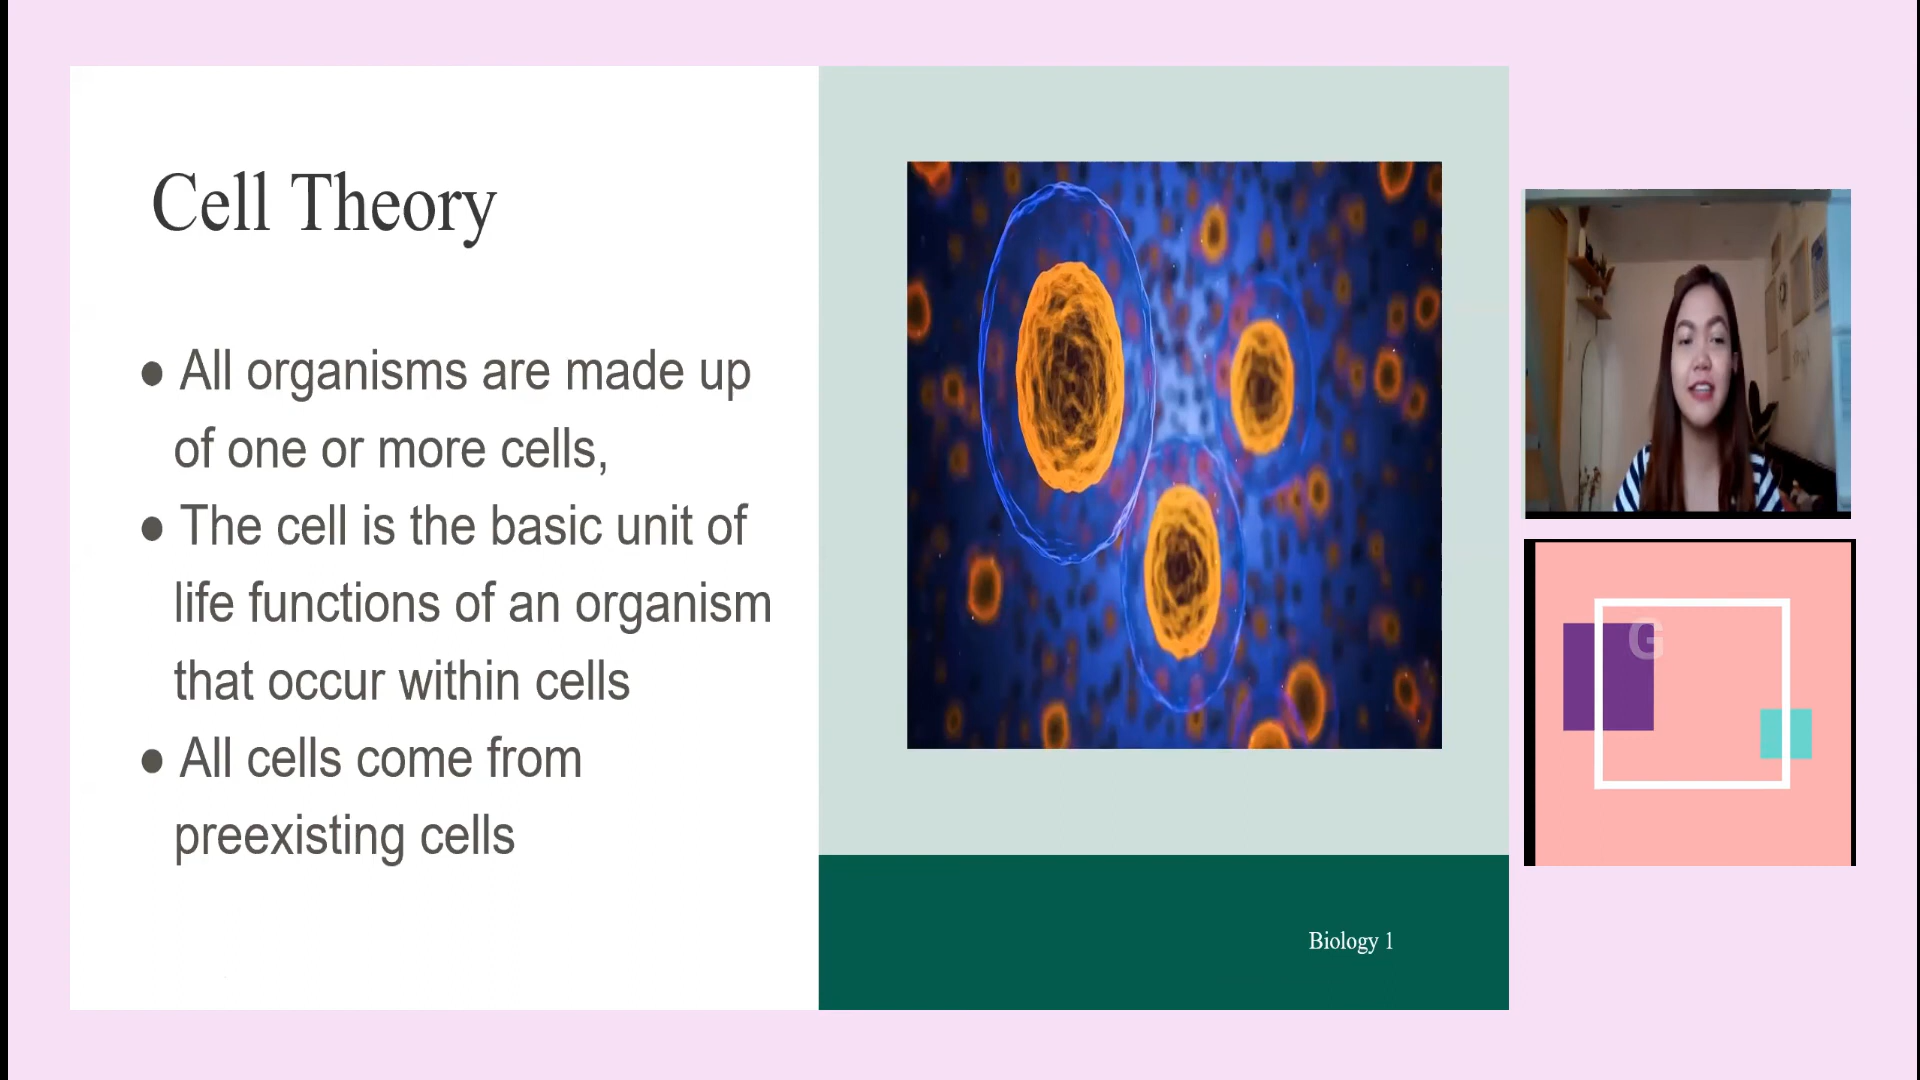 Cell Theory
● All organisms are made up
of one or more cells,
● The cell is the basic unit of
life functions of an organism
that occur within cells
● All cells come from
preexisting cells
Biology 1
G